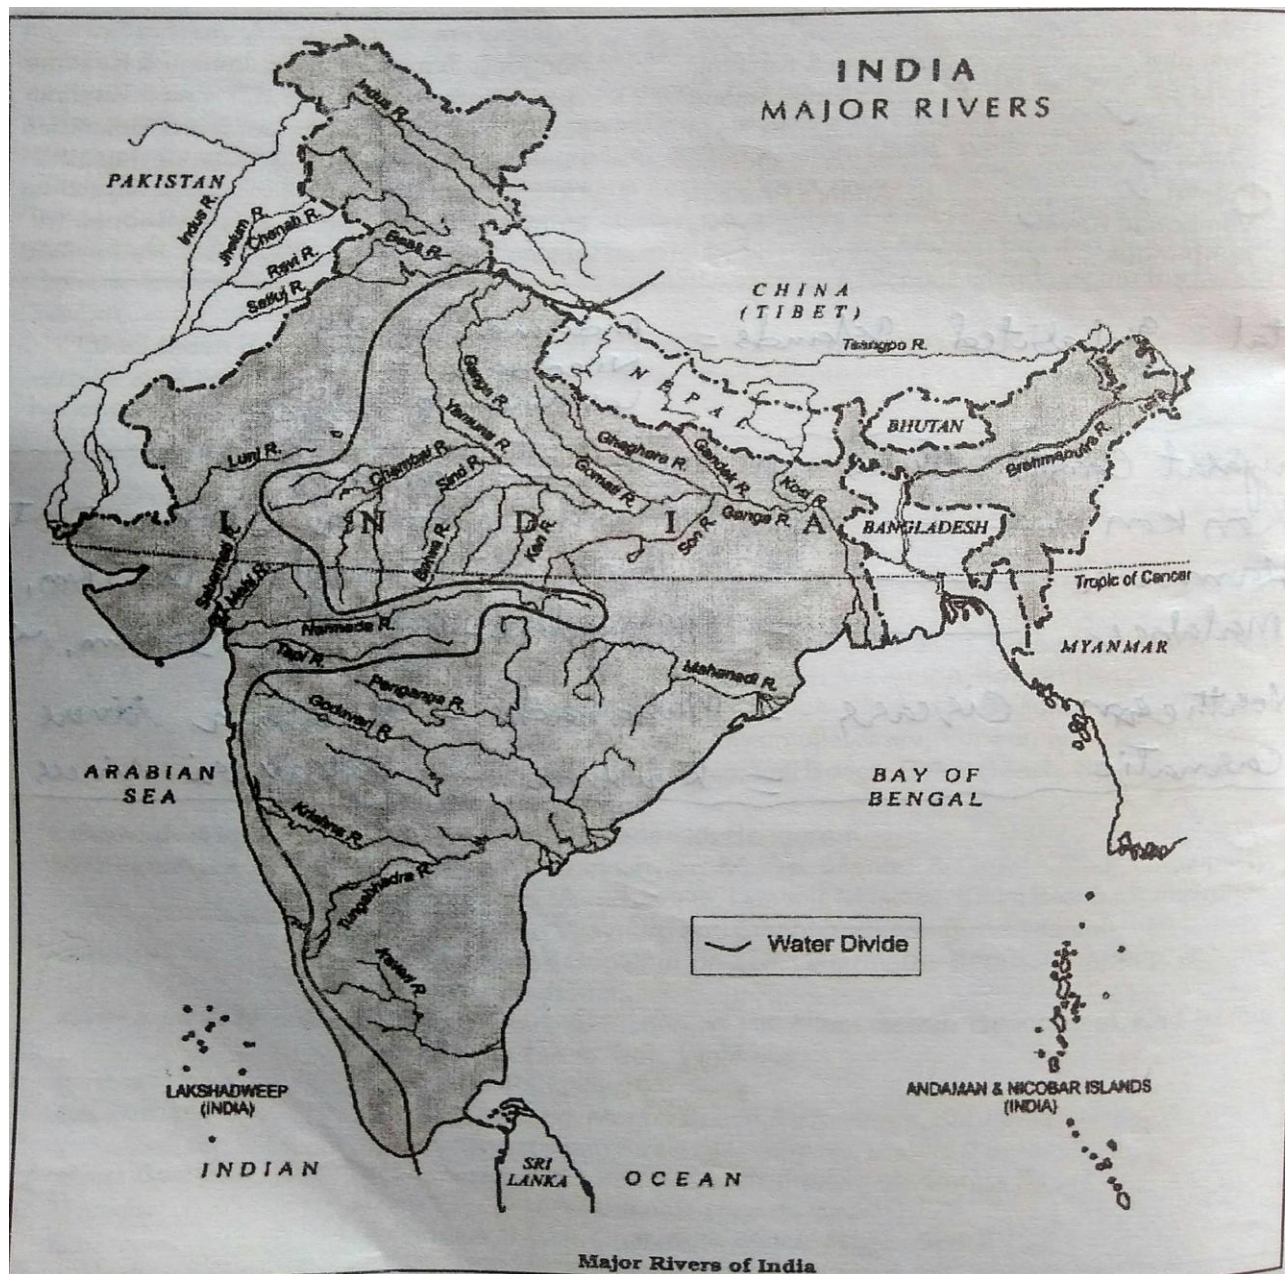 INDIA
MAJOR RIVERS
Indus R.
PAKISTAN
Indus R.
Jhelum R.
Chenab R.
Ravi R.
Satluj R.
Beas R.
CHINA
(TIBET)
Tsangpo R.
NEPAL
BHUTAN
Brahmaputra R.
Ganga R.
Yamuna R.
Ghaghara R.
Gandak R.
Gomati R.
Kosi R.
Luni R.
Chambal R.
Sind R.
Betwa R.
Ken R.
Son R.
Ganga R.
INDIA
BANGLADESH
Sabarmati R.
Mahi R.
Tropic of Cancer
Narmada R.
Tapi R.
MYANMAR
Mahanadi R.
Penganga R.
Godavari R.
ARABIAN
SEA
BAY OF
BENGAL
Krishna R.
Tungabhadra R.
Water Divide
LAKSHADWEEP
(INDIA)
ANDAMAN & NICOBAR ISLANDS
(INDIA)
INDIAN
SRI
LANKA
OCEAN
Major Rivers of India